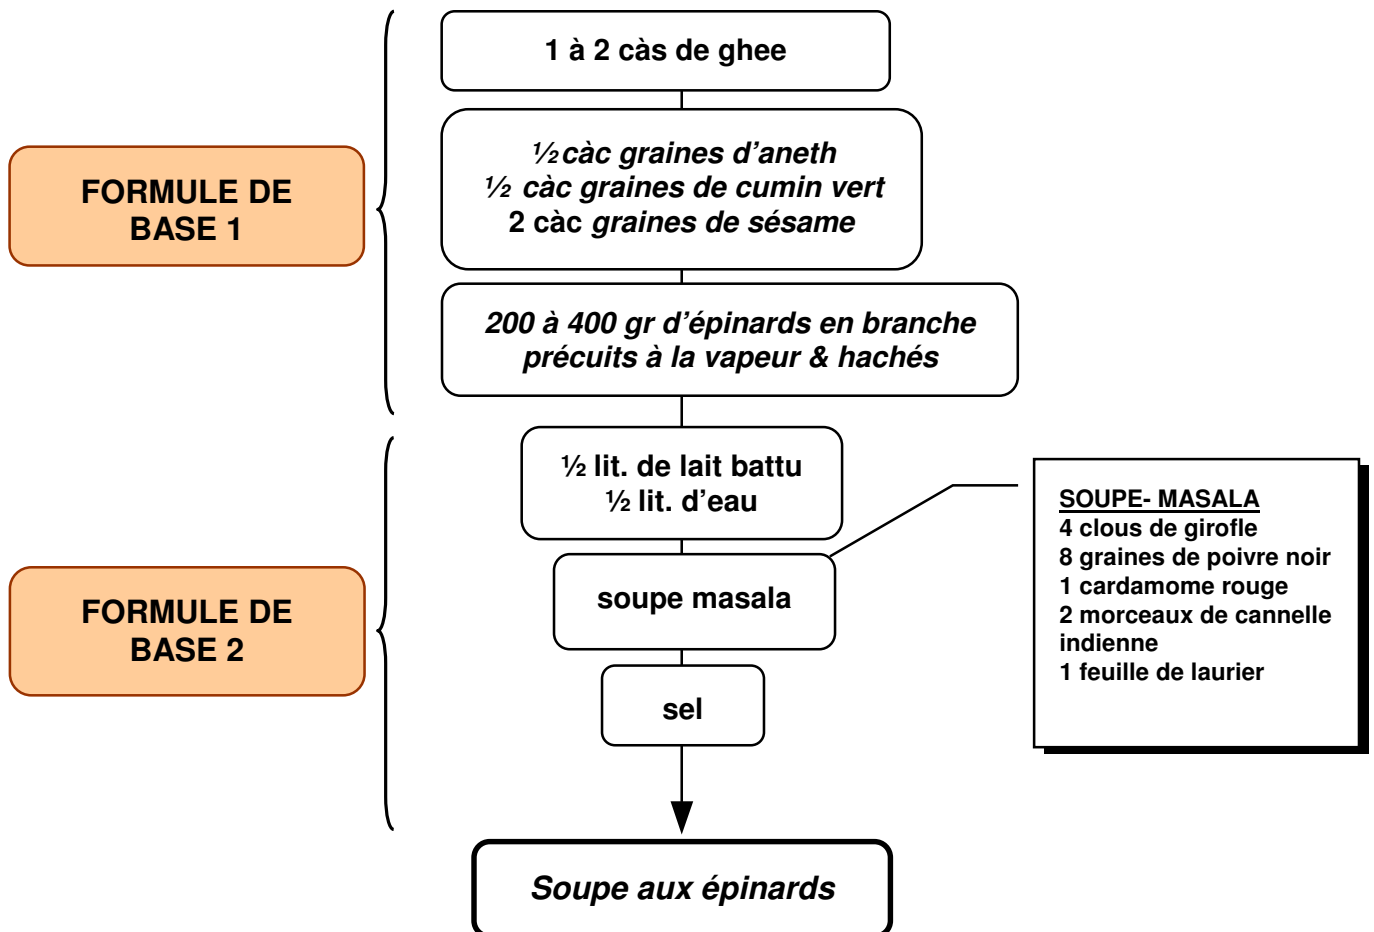 1 à 2 càs de ghee
FORMULE DE
BASE 1
½ càc graines d’aneth
½ càc graines de cumin vert
2 càc graines de sésame
200 à 400 gr d’épinards en branche
précuits à la vapeur & hachés
½ lit. de lait battu
½ lit. d’eau
FORMULE DE
BASE 2
soupe masala
SOUPE- MASALA
4 clous de girofle
8 graines de poivre noir
1 cardamome rouge
2 morceaux de cannelle
indienne
1 feuille de laurier
sel
Soupe aux épinards